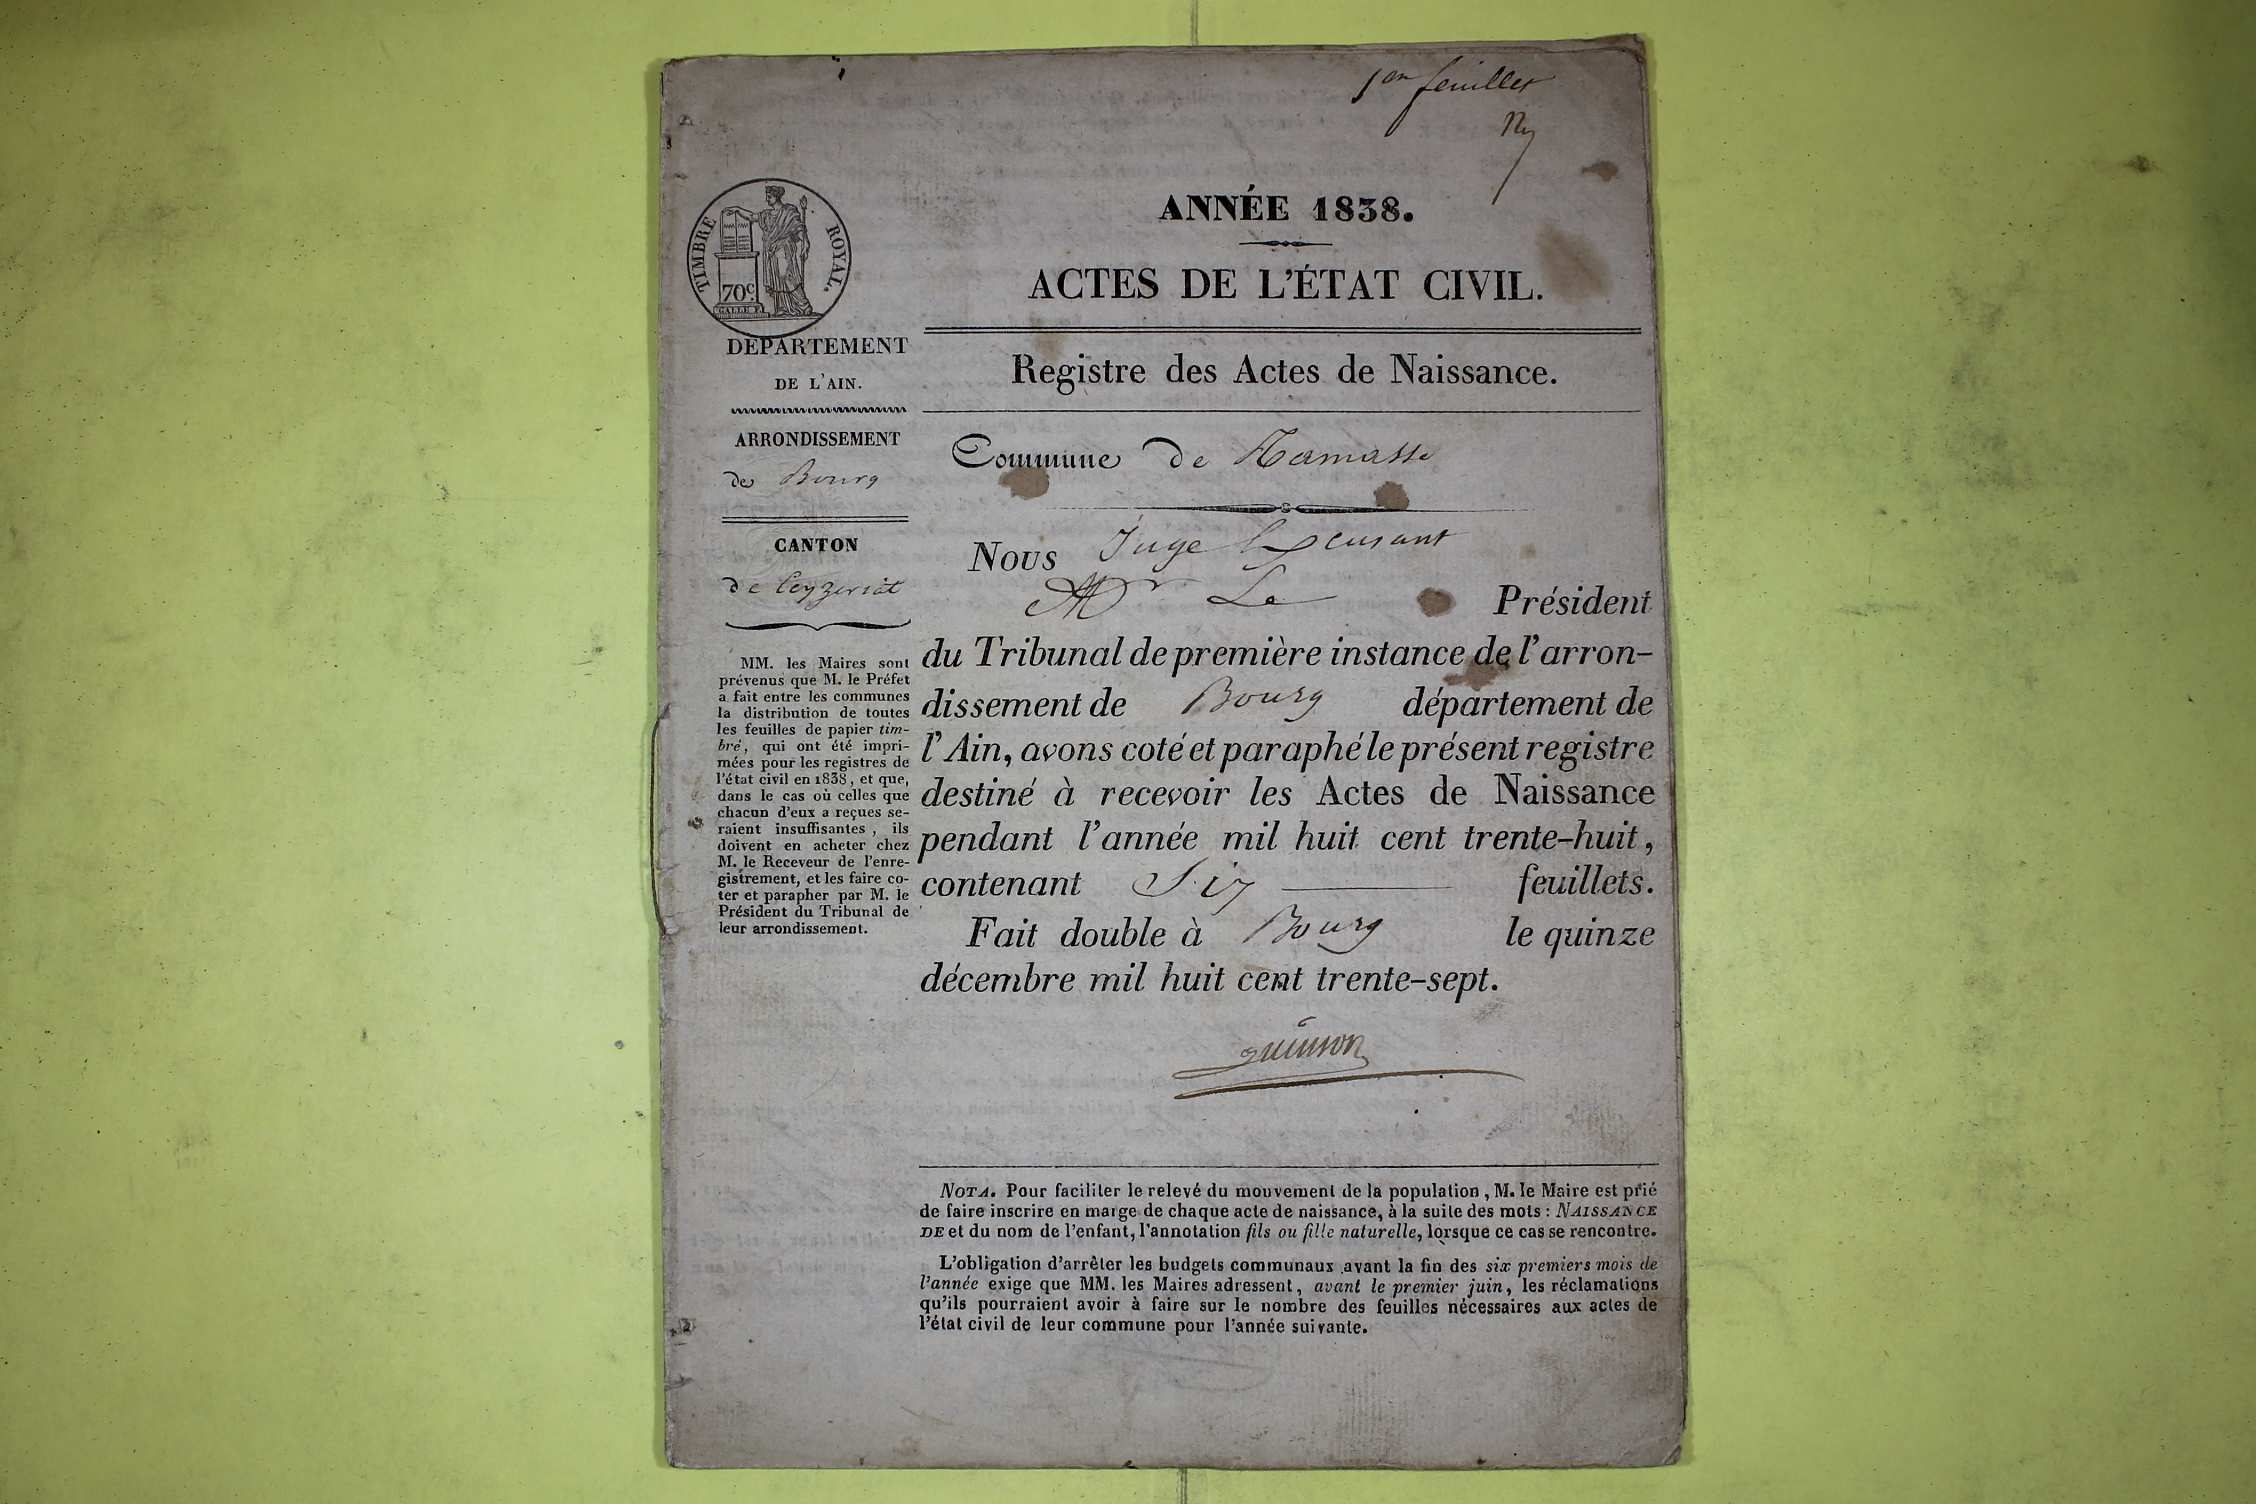 1er feuillet
TIMBRE ROYAL.
70c.
ANNÉE 1838.
ACTES DE L'ÉTAT CIVIL.
Registre des Actes de Naissance.
DÉPARTEMENT
DE L'AIN.
ARRONDISSEMENT
de Bourg
CANTON
de Ceyzeriat
MM. les Maires sont
prévenus que M. le Préfet
a fait entre les communes
la distribution de toutes
les feuilles de papier tim-
bré, qui ont été impri-
mées pour les registres de
l'état civil en 1838, et que,
dans le cas où celles que
chacun d'eux a reçues se-
raient insuffisantes, ils
doivent en acheter chez
M. le Receveur de l'enre-
gistrement, et les faire co-
ter et parapher par M. le
Président du Tribunal de
leur arrondissement.
Commune de Ramasse
Nous Juge
Mr Le Président
du Tribunal de première instance de l'arron-
dissement de Bourg département de
l'Ain, avons coté et paraphé le présent registre
destiné à recevoir les Actes de Naissance
pendant l'année mil huit cent trente-huit,
contenant Six feuillets.
Fait double à Bourg le quinze
décembre mil huit cent trente-sept.
NOTA. Pour faciliter le relevé du mouvement de la population, M. le Maire est prié
de faire inscrire en marge de chaque acte de naissance, à la suite des mots : NAISSANCE
DE et du nom de l'enfant, l'annotation fils ou fille naturelle, lorsque ce cas se rencontre.
L'obligation d'arrêter les budgets communaux avant la fin des six premiers mois de
l'année exige que MM. les Maires adressent, avant le premier juin, les réclamations
qu'ils pourraient avoir à faire sur le nombre des feuilles nécessaires aux actes de
l'état civil de leur commune pour l'année suivante.